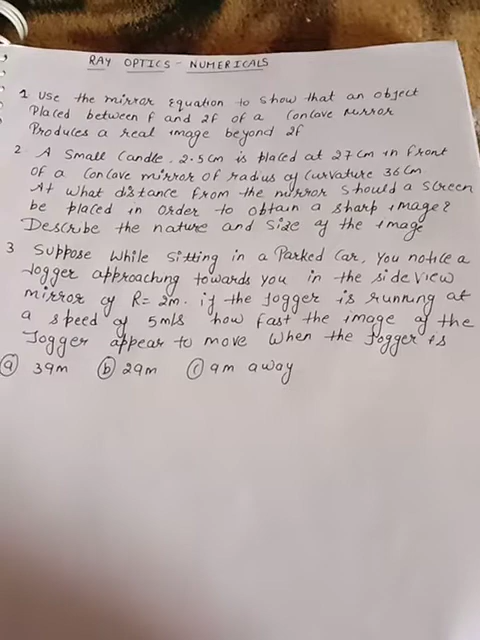 RAY OPTICS - NUMERICALS
1 Use the mirror Equation to show that an object
Placed between f and 2f of a Concave mirror
Produces a real image beyond 2f
2 A Small Candle, 2.5cm is placed at 27cm in front
of a Concave mirror of radius of Curvature 36cm
At what distance from the mirror should a Screen
be placed in order to obtain a sharp image?
Describe the nature and size of the image
3 Suppose while sitting in a Parked Car, you notice a
Jogger approaching towards you in the side view
mirror of R=2m. if the Jogger is running at
a speed of 5m/s how fast the image of the
Jogger appear to move when the Jogger is
(a) 39m (b) 29m (c) 9m away